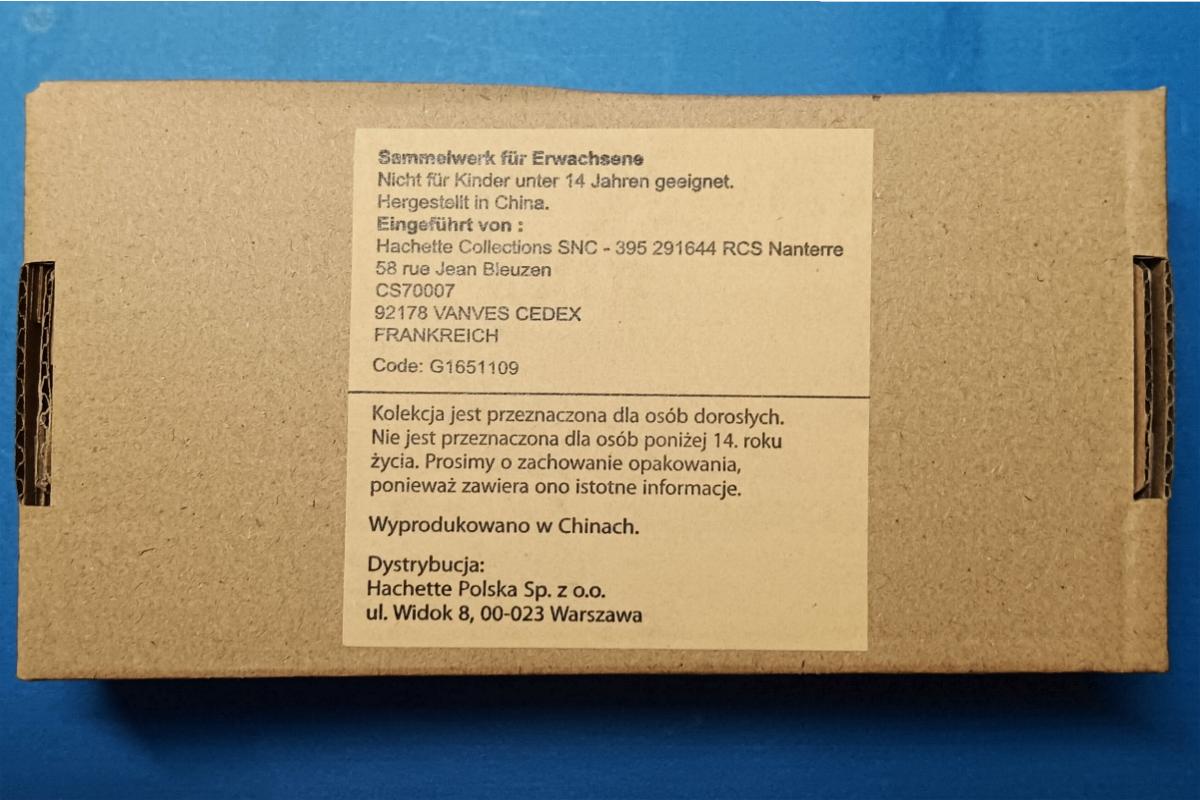 Sammelwerk für Erwachsene
Nicht für Kinder unter 14 Jahren geeignet.
Hergestellt in China.
Eingeführt von :
Hachette Collections SNC - 395 291644 RCS Nanterre
58 rue Jean Bleuzen
CS70007
92178 VANVES CEDEX
FRANKREICH
Code: G1651109
Kolekcja jest przeznaczona dla osób dorosłych.
Nie jest przeznaczona dla osób poniżej 14. roku
życia. Prosimy o zachowanie opakowania,
ponieważ zawiera ono istotne informacje.
Wyprodukowano w Chinach.
Dystrybucja:
Hachette Polska Sp. z o.o.
ul. Widok 8, 00-023 Warszawa